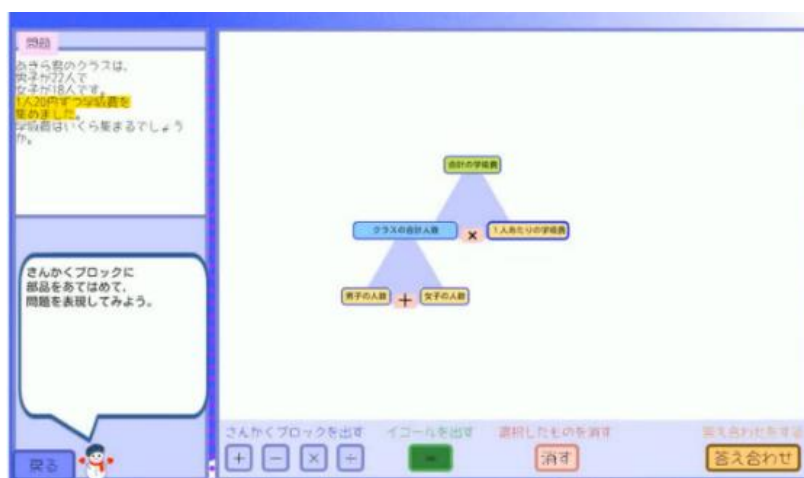 問題
あきら君のクラスは、
男子が22人で
女子が18人です。
1人20円ずつ学級費を
集めました。
学級費はいくら集まるでしょう
か。
合計の学級費
クラスの合計人数
×
1人あたりの学級費
男子の人数
+
女子の人数
さんかくブロックに
部品をあてはめて、
問題を表現してみよう。
さんかくブロックを出す
イコールを出す
選択したものを消す
答え合わせをする
戻る
+
−
×
÷
=
消す
答え合わせ